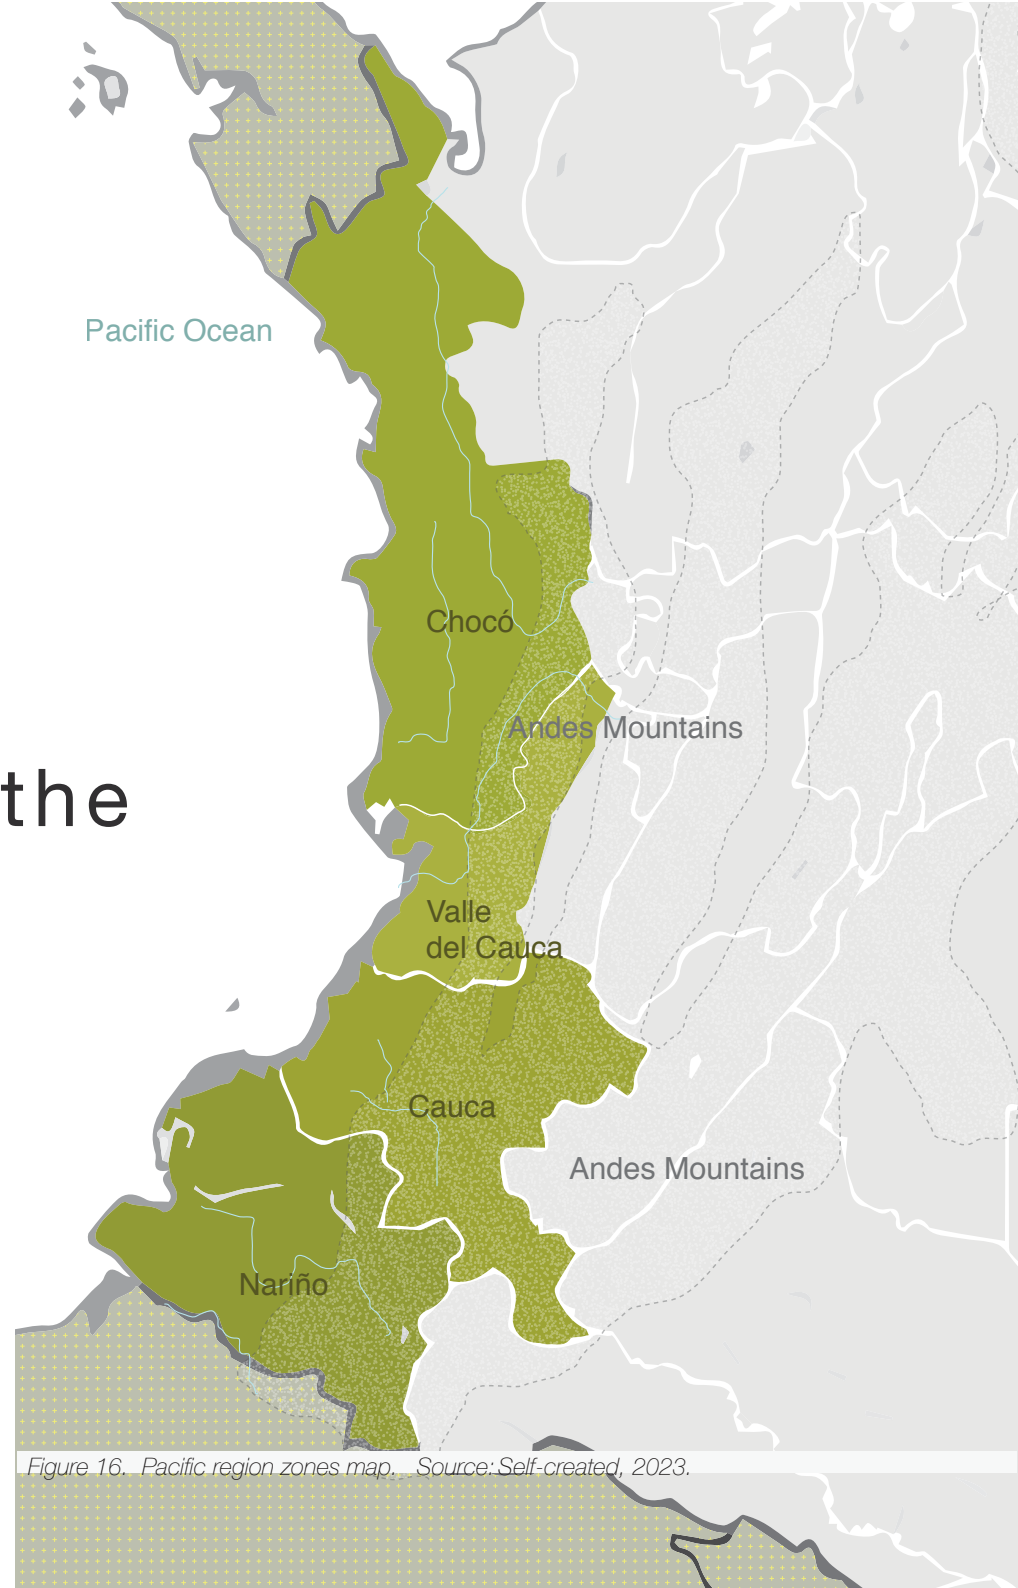 Pacific Ocean
Chocó
Andes Mountains
the
Valle
del Cauca
Cauca
Andes Mountains
Nariño
Figure 16. Pacific region zones map. Source: Self-created, 2023.